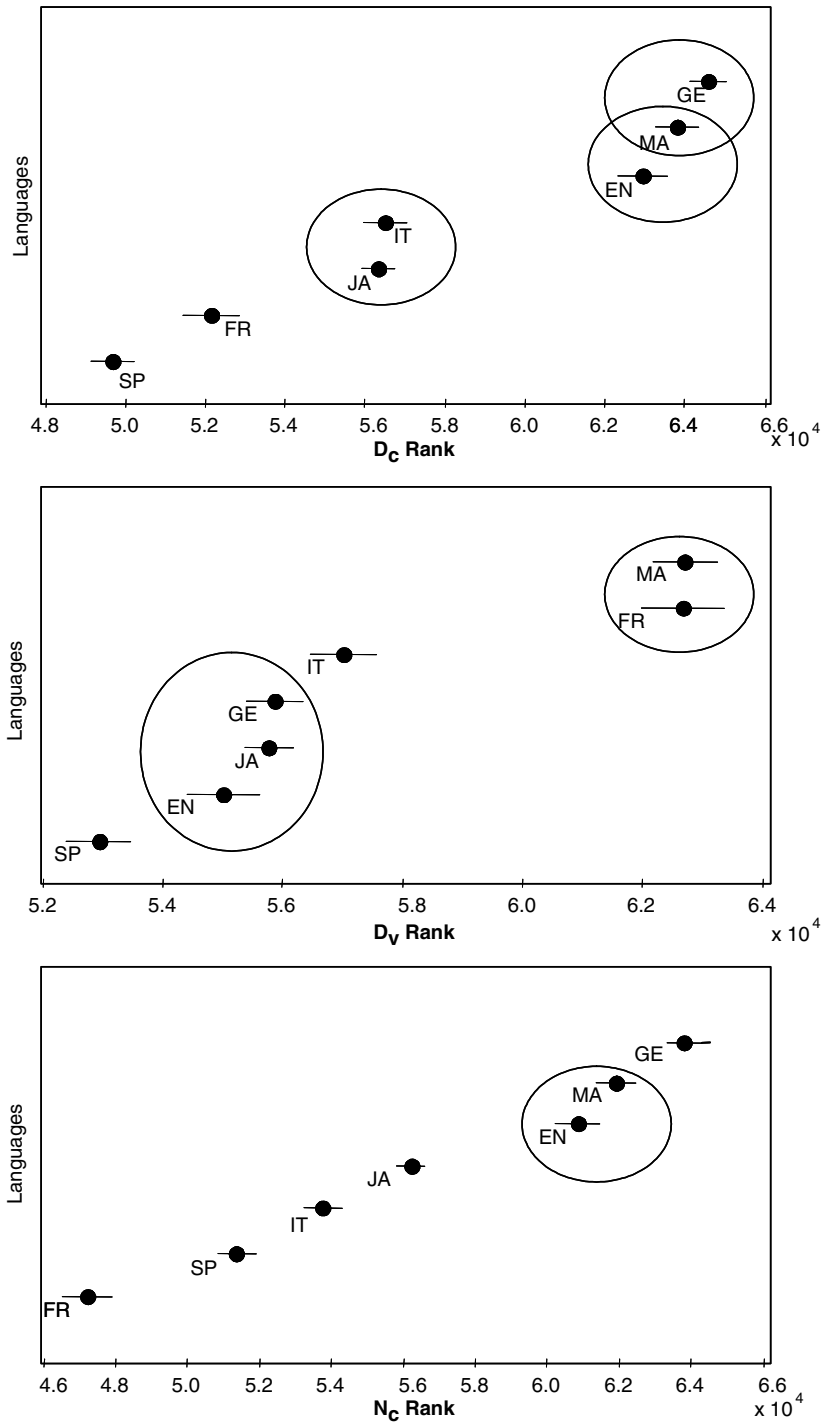 GE
MA
EN
Languages
IT
JA
FR
SP
4.8 5.0 5.2 5.4 5.6 5.8 6.0 6.2 6.4 6.6
x 10 4
Dc Rank
MA
FR
IT
Languages
GE
JA
EN
SP
5.2 5.4 5.6 5.8 6.0 6.2 6.4
Dv Rank
x 10 4
GE
MA
EN
Languages
JA
IT
SP
FR
4.6 4.8 5.0 5.2 5.4 5.6 5.8 6.0 6.2 6.4 6.6
Nc Rank
x 10 4